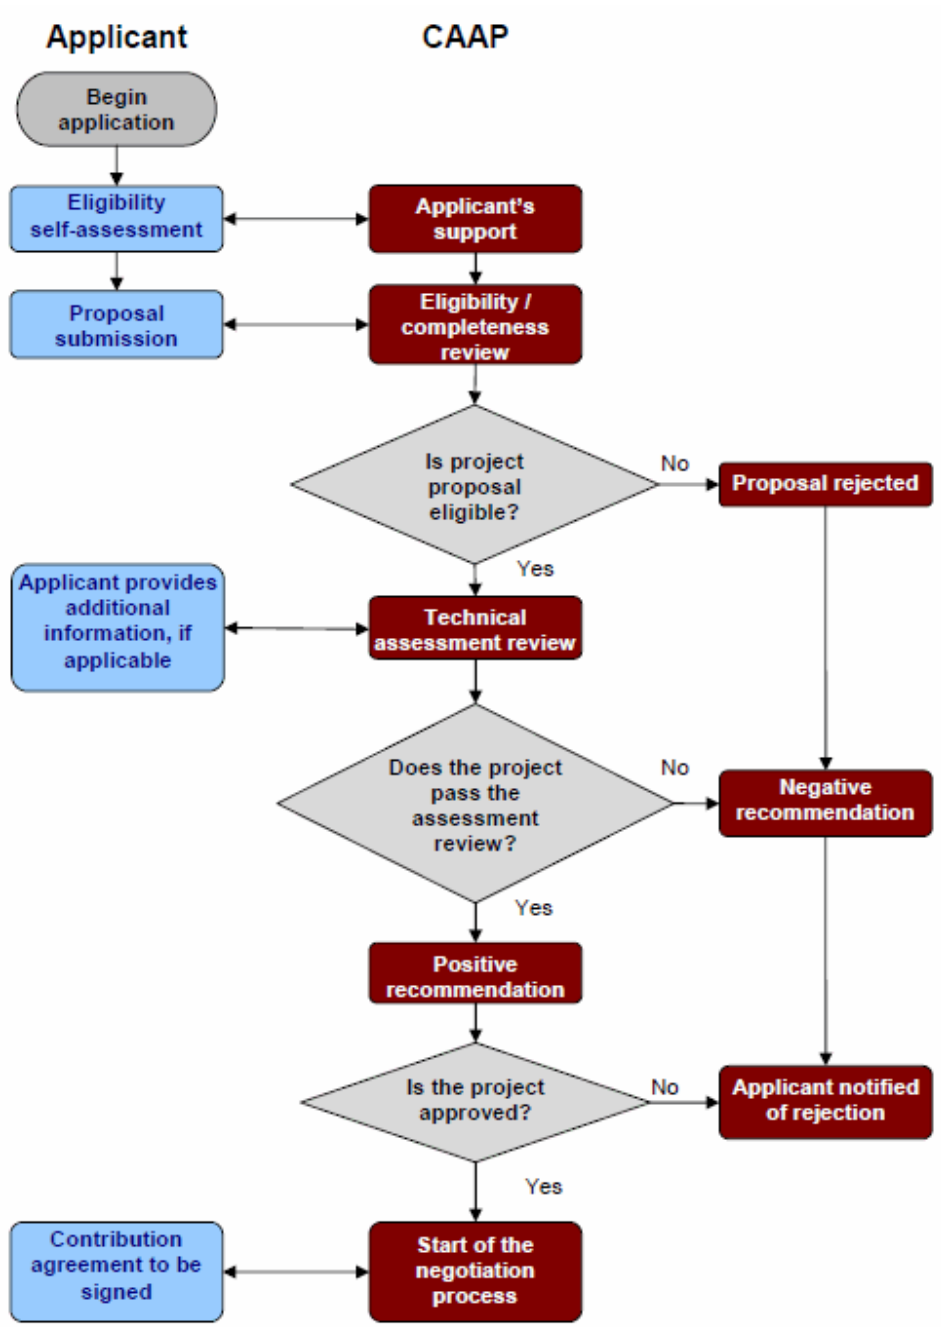 Applicant
CAAP
Begin
application
Eligibility
self-assessment
Applicant's
support
Proposal
submission
Eligibility /
completeness
review
Is project
proposal
eligible?
No
Proposal rejected
Yes
Applicant provides
additional
information, if
applicable
Technical
assessment review
Does the project
pass the
assessment
review?
No
Negative
recommendation
Yes
Positive
recommendation
Is the project
approved?
No
Applicant notified
of rejection
Yes
Contribution
agreement to be
signed
Start of the
negotiation
process